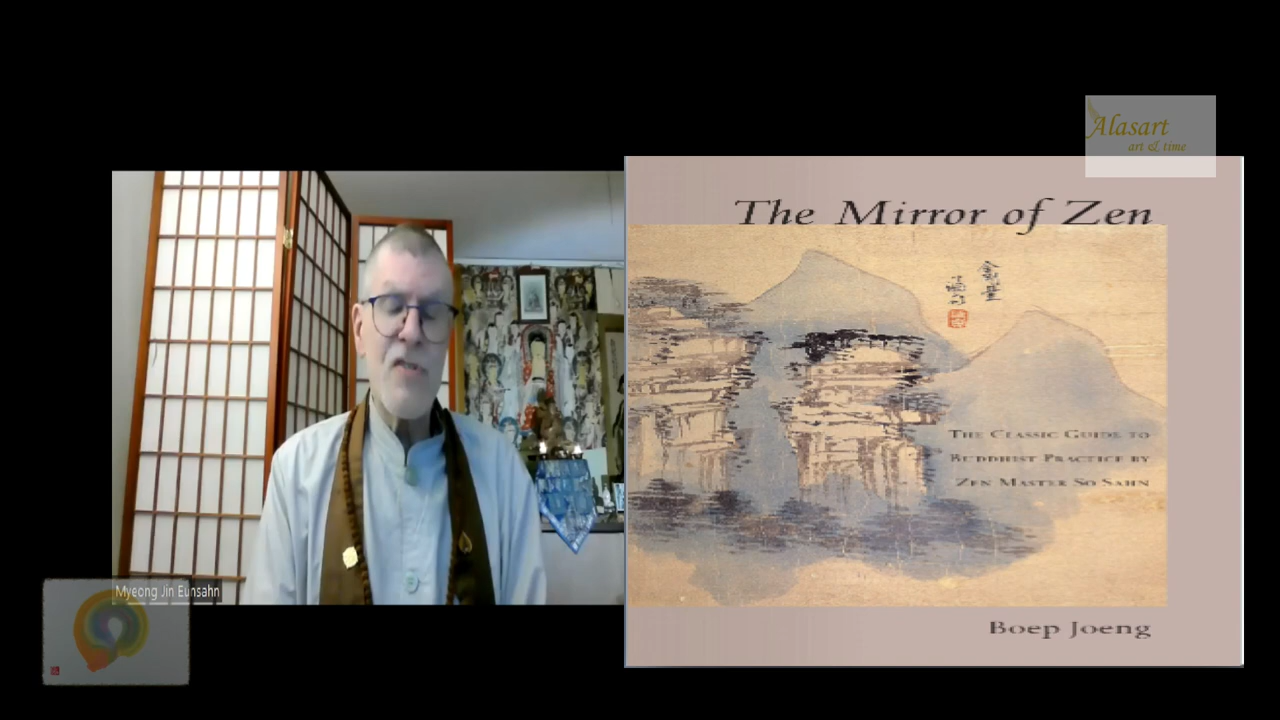 Alasart
art & time
The Mirror of Zen
The Classic Guide to
Buddhist Practice by
Zen Master So Sahn
Myeong Jin Eunsahn
Boep Joeng